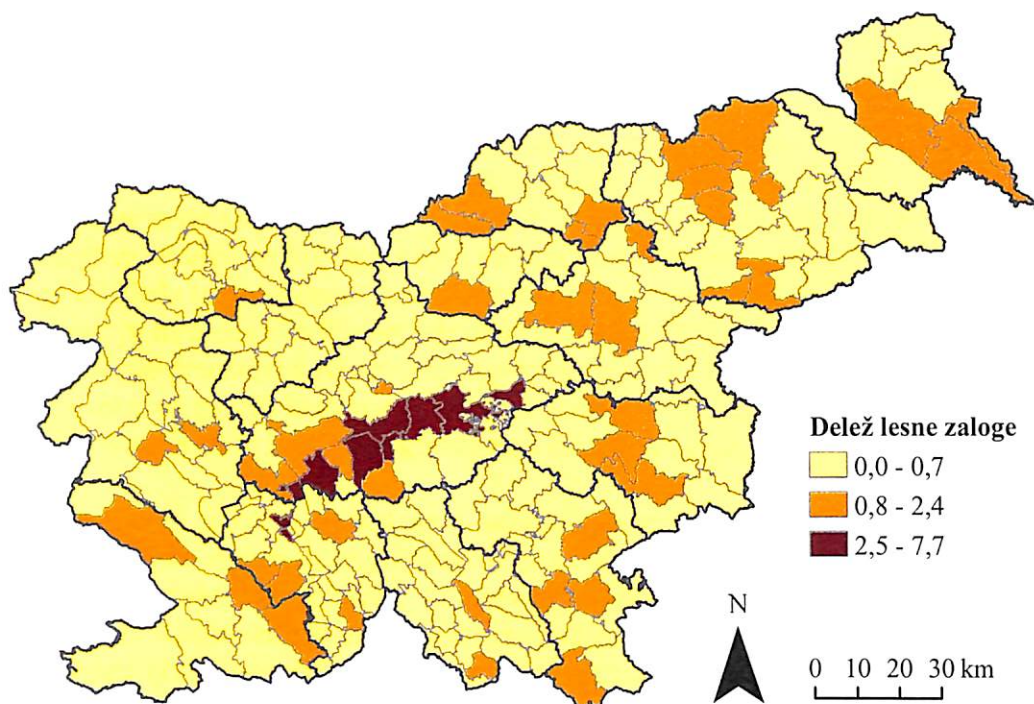 Delež lesne zaloge
0,0 - 0,7
0,8 - 2,4
2,5 - 7,7
N
0 10 20 30 km